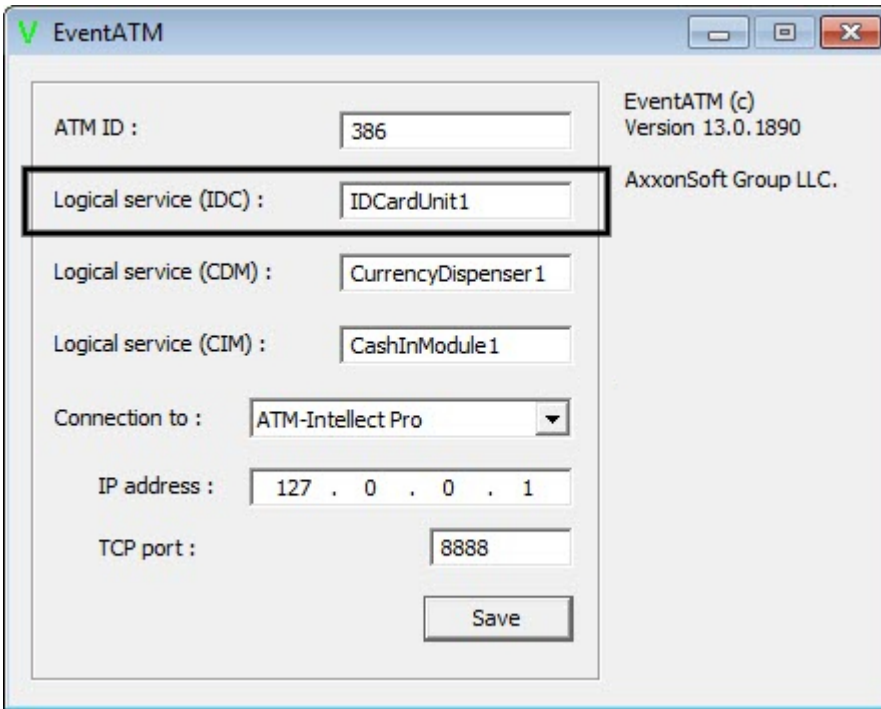 EventATM
ATM ID :
386
EventATM (c)
Version 13.0.1890
AxxonSoft Group LLC.
Logical service (IDC) :
IDCardUnit1
Logical service (CDM) :
CurrencyDispenser1
Logical service (CIM) :
CashInModule1
Connection to :
ATM-Intellect Pro
IP address :
127 . 0 . 0 . 1
TCP port :
8888
Save